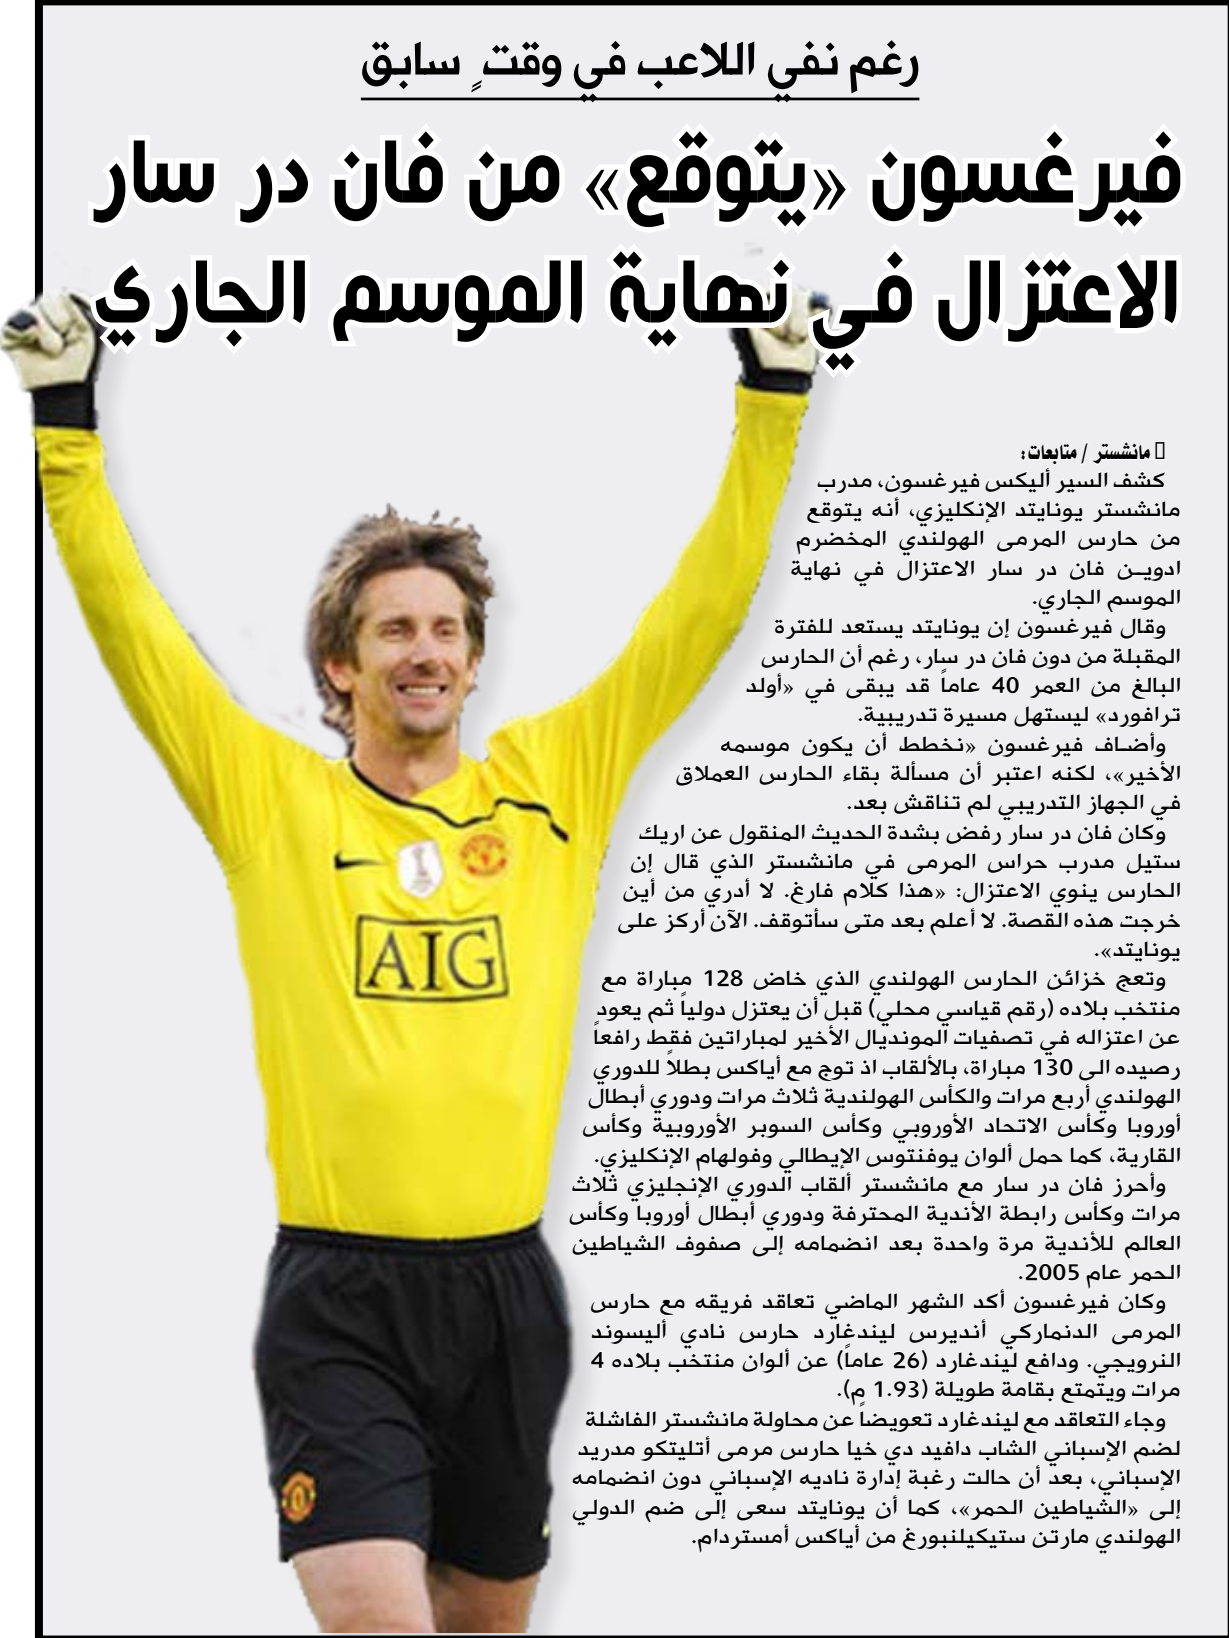 رغم نفي اللاعب في وقتٍ سابق
فيرغسون «يتوقع» من فان در سار
الاعتزال في نهاية الموسم الجاري
مانشستر / متابعات:
كشف السير أليكس فيرغسون، مدرب
مانشستر يونايتد الإنكليزي، أنه يتوقع
من حارس المرمى الهولندي المخضرم
ادويـن فان در سار الاعتزال في نهاية
الموسم الجاري.
وقال فيرغسون إن يونايتد يستعد للفترة
المقبلة من دون فان در سار، رغم أن الحارس
البالغ من العمر 40 عاماً قد يبقى في «أولد
ترافورد» ليستهل مسيرة تدريبية.
وأضاف فيرغسون «نخطط أن يكون موسمه
الأخير»، لكنه اعتبر أن مسألة بقاء الحارس العملاق
في الجهاز التدريبي لم تناقش بعد.
وكان فان در سار رفض بشدة الحديث المنقول عن اريك
ستيل مدرب حراس المرمى في مانشستر الذي قال إن
الحارس ينوي الاعتزال: «هذا كلام فارغ. لا أدري من أين
خرجت هذه القصة. لا أعلم بعد متى سأتوقف. الآن أركز على
يونايتد».
وتعج خزائن الحارس الهولندي الذي خاض 128 مباراة مع
منتخب بلاده (رقم قياسي محلي) قبل أن يعتزل دولياً ثم يعود
عن اعتزاله في تصفيات المونديال الأخير لمباراتين فقط رافعاً
رصيده الى 130 مباراة، بالألقاب اذ توج مع أياكس بطلاً للدوري
الهولندي أربع مرات والكأس الهولندية ثلاث مرات ودوري أبطال
أوروبا وكأس الاتحاد الأوروبي وكأس السوبر الأوروبية وكأس
القارية، كما حمل ألوان يوفنتوس الإيطالي وفولهام الإنكليزي.
وأحرز فان در سار مع مانشستر ألقاب الدوري الإنجليزي ثلاث
مرات وكأس رابطة الأندية المحترفة ودوري أبطال أوروبا وكأس
العالم للأندية مرة واحدة بعد انضمامه إلى صفوف الشياطين
الحمر عام 2005.
وكان فيرغسون أكد الشهر الماضي تعاقد فريقه مع حارس
المرمى الدنماركي أنديرس ليندغارد حارس نادي أليسوند
النرويجي. ودافع ليندغارد (26 عاماً) عن ألوان منتخب بلاده 4
مرات ويتمتع بقامة طويلة (1.93 م).
وجاء التعاقد مع ليندغارد تعويضاً عن محاولة مانشستر الفاشلة
لضم الإسباني الشاب دافيد دي خيا حارس مرمى أتليتكو مدريد
الإسباني، بعد أن حالت رغبة إدارة ناديه الإسباني دون انضمامه
إلى «الشياطين الحمر»، كما أن يونايتد سعى إلى ضم الدولي
الهولندي مارتن ستيكيلنبورغ من أياكس أمستردام.
AIG